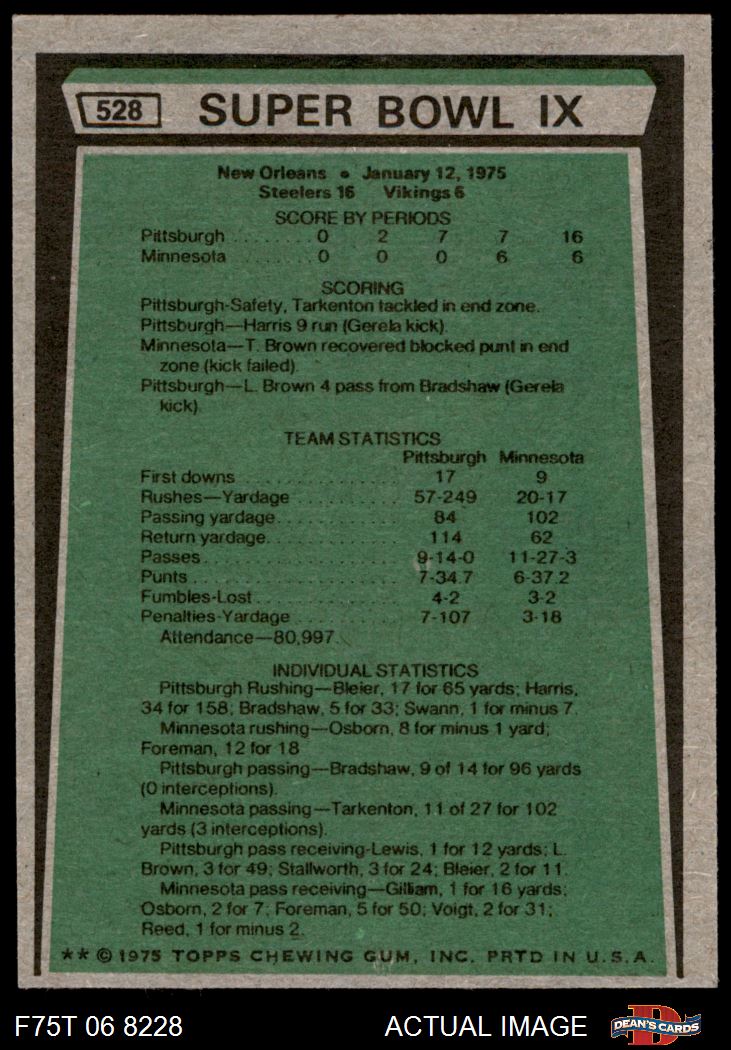 528 SUPER BOWL IX
New Orleans • January 12, 1975
Steelers 16 Vikings 6
SCORE BY PERIODS
Pittsburgh ........ 0 2 7 7 16
Minnesota ........ 0 0 0 6 6
SCORING
Pittsburgh-Safety, Tarkenton tackled in end zone.
Pittsburgh—Harris 9 run (Gerela kick).
Minnesota—T. Brown recovered blocked punt in end
zone (kick failed).
Pittsburgh—L. Brown 4 pass from Bradshaw (Gerela
kick).
TEAM STATISTICS
Pittsburgh Minnesota
First downs ............... 17 9
Rushes—Yardage .......... 57-249 20-17
Passing yardage............ 84 102
Return yardage............. 114 62
Passes.................. 9-14-0 11-27-3
Punts ................... 7-34.7 6-37.2
Fumbles-Lost.............. 4-2 3-2
Penalties-Yardage .......... 7-107 3-18
Attendance—80,997.
INDIVIDUAL STATISTICS
Pittsburgh Rushing—Bleier, 17 for 65 yards; Harris,
34 for 158; Bradshaw, 5 for 33; Swann, 1 for minus 7.
Minnesota rushing—Osborn, 8 for minus 1 yard;
Foreman, 12 for 18
Pittsburgh passing—Bradshaw, 9 of 14 for 96 yards
(0 interceptions).
Minnesota passing—Tarkenton, 11 of 27 for 102
yards (3 interceptions).
Pittsburgh pass receiving-Lewis, 1 for 12 yards; L.
Brown, 3 for 49; Stallworth, 3 for 24; Bleier, 2 for 11.
Minnesota pass receiving—Gilliam, 1 for 16 yards;
Osborn, 2 for 7; Foreman, 5 for 50; Voigt, 2 for 31;
Reed, 1 for minus 2.
** © 1975 TOPPS CHEWING GUM, INC. PRTD IN U.S.A.
F75T 06 8228 ACTUAL IMAGE DEAN'S CARDS